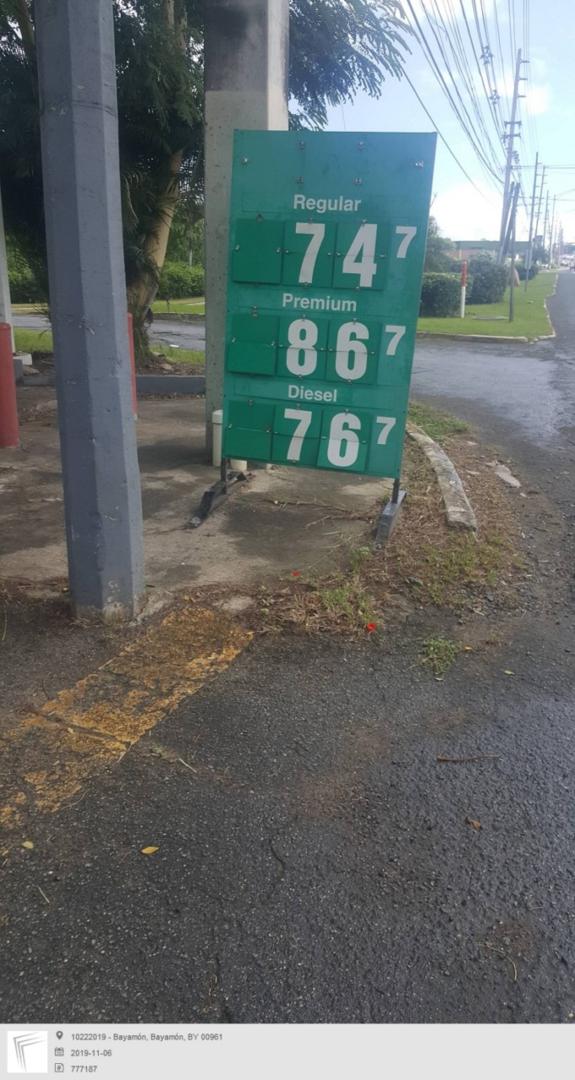 Regular
74 7
Premium
86 7
Diesel
76 7
10222019 - Bayamón, Bayamón, BY 00961
2019-11-06
777187